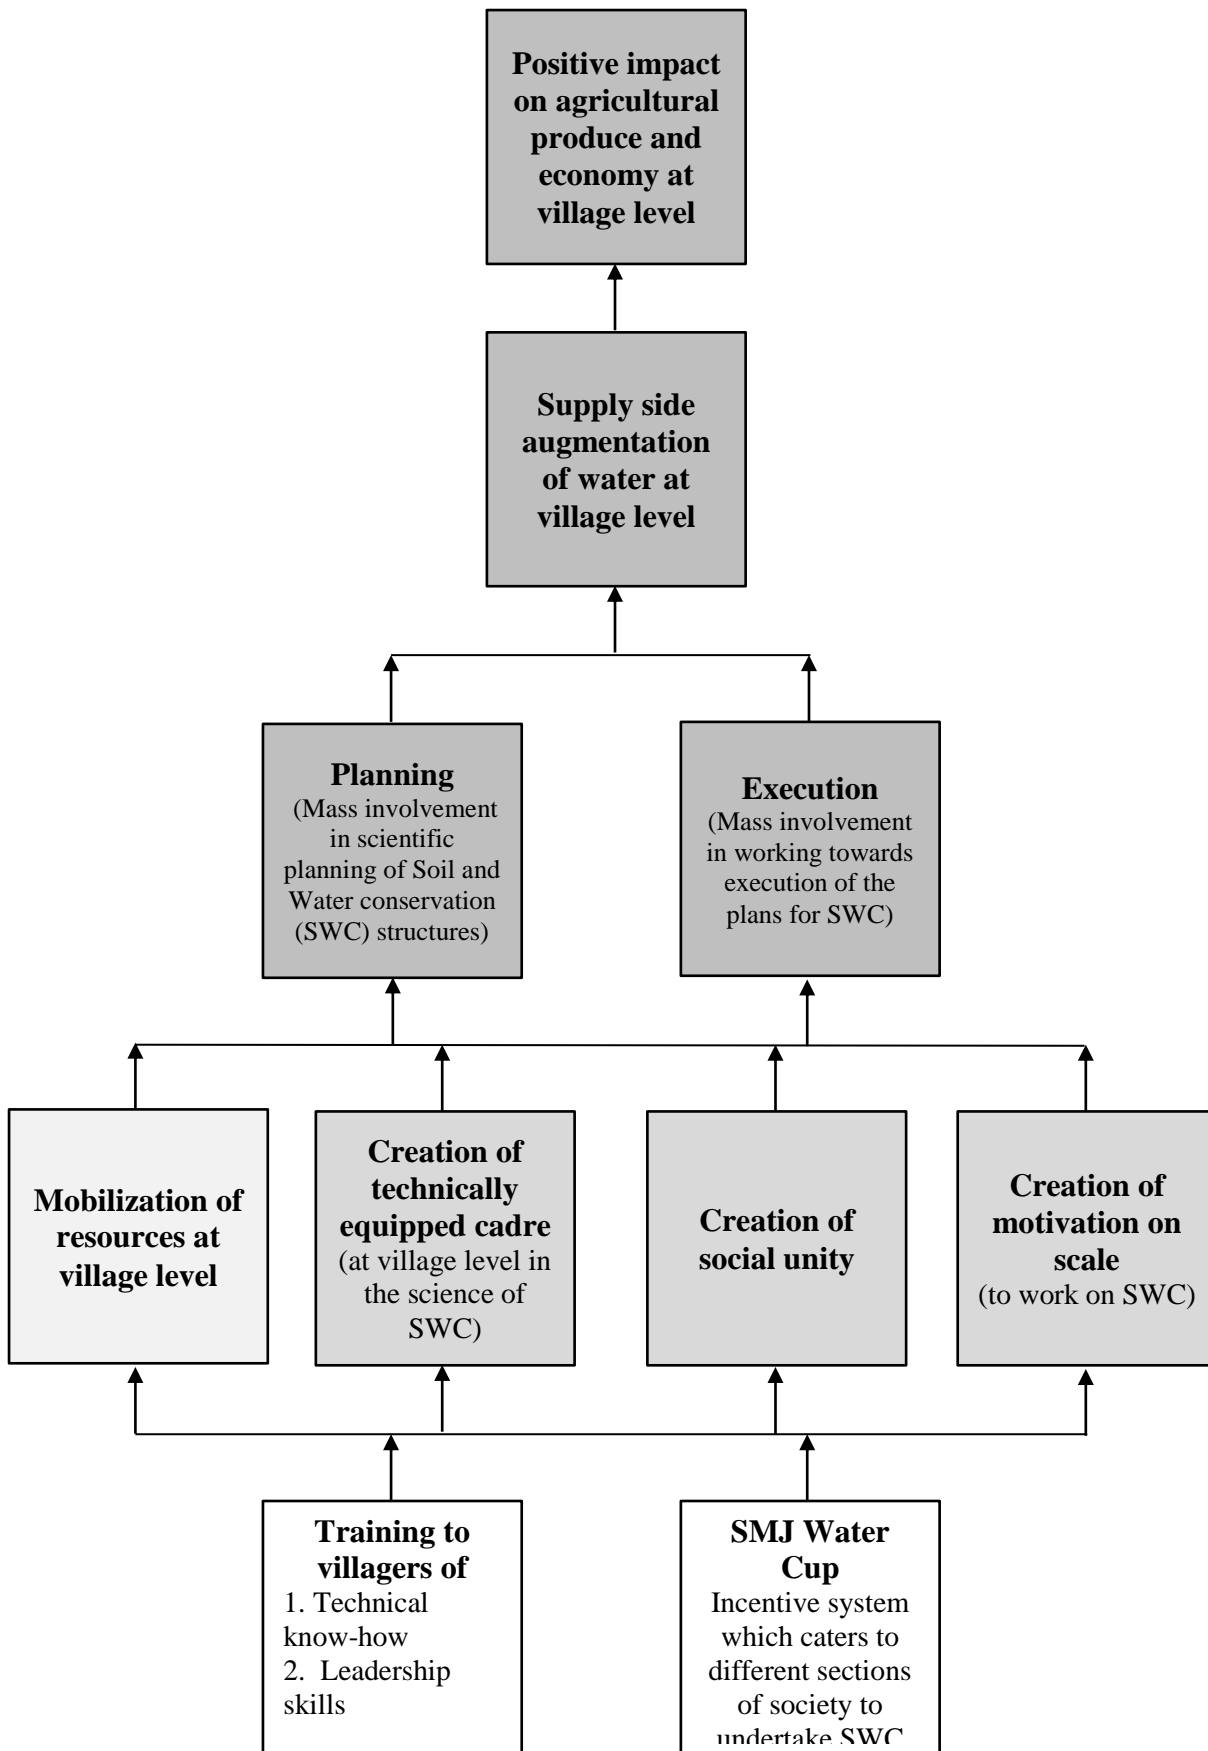 Positive impact
on agricultural
produce and
economy at
village level
Supply side
augmentation
of water at
village level
Planning
(Mass involvement
in scientific
planning of Soil and
Water conservation
(SWC) structures)
Execution
(Mass involvement
in working towards
execution of the
plans for SWC)
Mobilization of
resources at
village level
Creation of
technically
equipped cadre
(at village level in
the science of
SWC)
Creation of
social unity
Creation of
motivation on
scale
(to work on SWC)
Training to
villagers of
1. Technical
know-how
2. Leadership
skills
SMJ Water
Cup
Incentive system
which caters to
different sections
of society to
undertake SWC